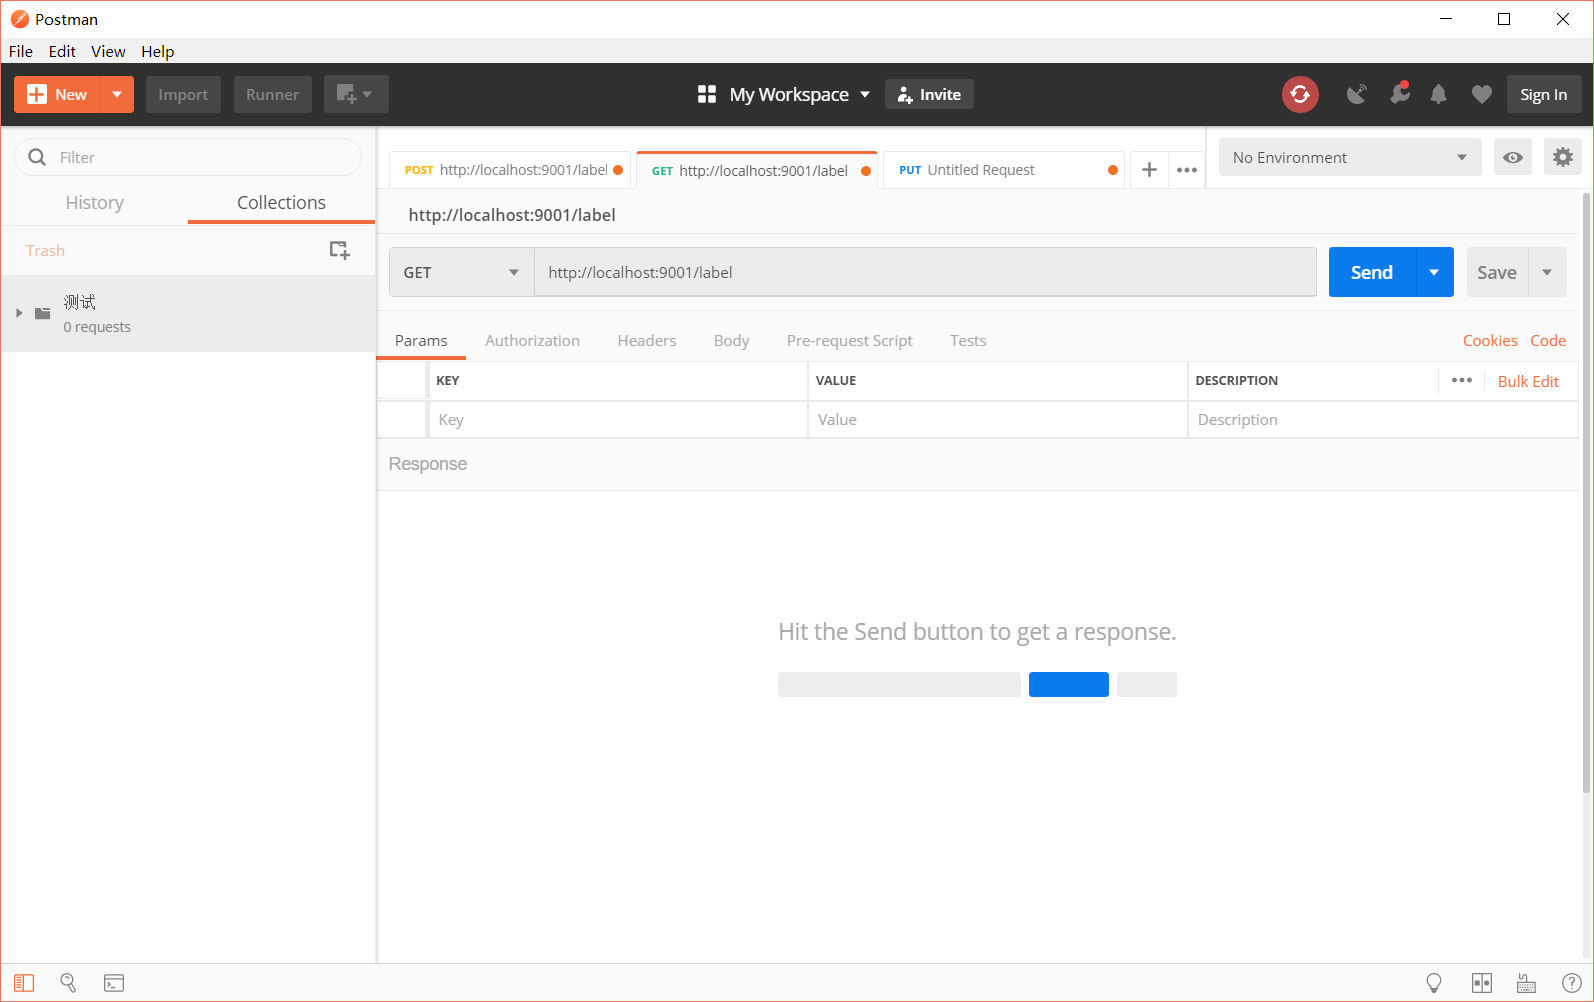 Postman
File Edit View Help
New Import Runner My Workspace Invite Sign In
Filter
History Collections
Trash
测试
0 requests
POST http://localhost:9001/label GET http://localhost:9001/label PUT Untitled Request No Environment
http://localhost:9001/label
GET http://localhost:9001/label Send Save
Params Authorization Headers Body Pre-request Script Tests Cookies Code
KEY VALUE DESCRIPTION Bulk Edit
Key Value Description
Response
Hit the Send button to get a response.